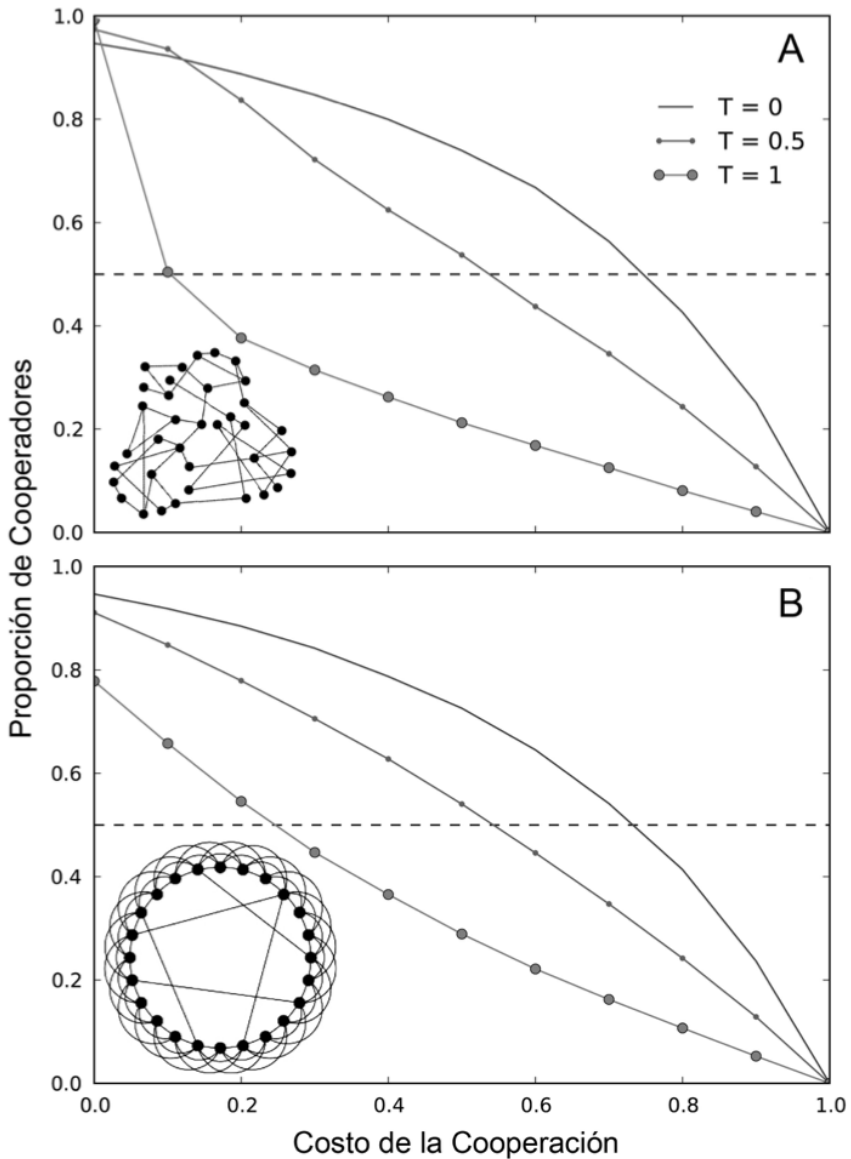 1.0
A
T = 0
T = 0.5
T = 1
0.8
0.6
0.4
0.2
0.0
Proporción de Cooperadores
1.0
B
0.8
0.6
0.4
0.2
0.0
0.0 0.2 0.4 0.6 0.8 1.0
Costo de la Cooperación